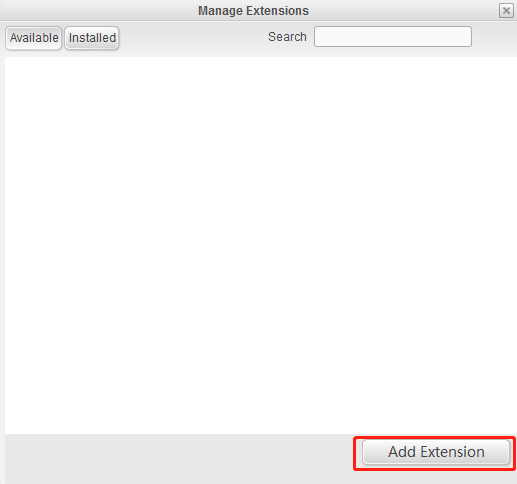 Manage Extensions
Available Installed Search
Add Extension